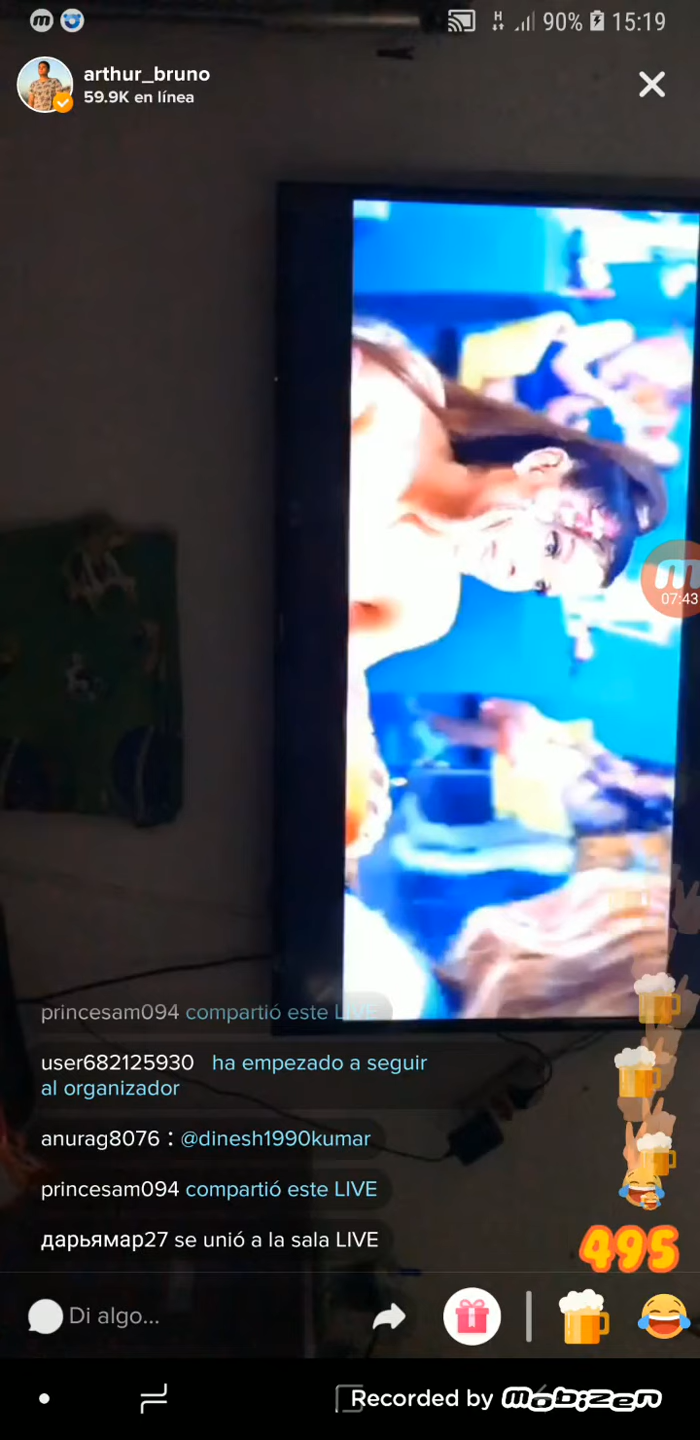 90% 15:19
arthur_bruno
59.9K en línea
07:43
princesam094 compartió este LIVE
user682125930 ha empezado a seguir
al organizador
anurag8076 : @dinesh1990kumar
princesam094 compartió este LIVE
дарьямар27 se unió a la sala LIVE
495
Di algo...
Recorded by mobizen